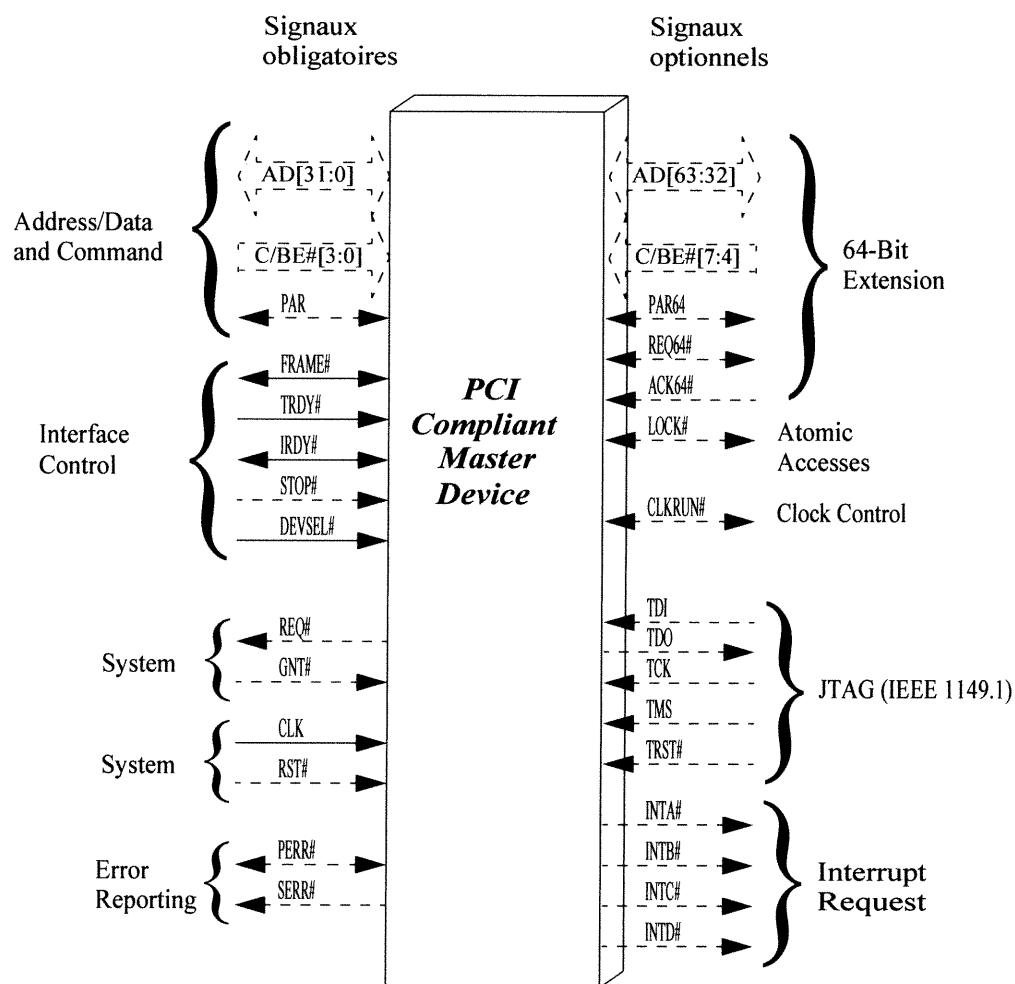 Signaux
obligatoires
Signaux
optionnels
Address/Data
and Command
AD[31:0]
C/BE#[3:0]
PAR
Interface
Control
FRAME#
TRDY#
IRDY#
STOP#
DEVSEL#
System
REQ#
GNT#
System
CLK
RST#
Error
Reporting
PERR#
SERR#
PCI
Compliant
Master
Device
AD[63:32]
C/BE#[7:4]
PAR64
REQ64#
ACK64#
64-Bit
Extension
LOCK#
Atomic
Accesses
CLKRUN#
Clock Control
TDI
TDO
TCK
TMS
TRST#
JTAG (IEEE 1149.1)
INTA#
INTB#
INTC#
INTD#
Interrupt
Request